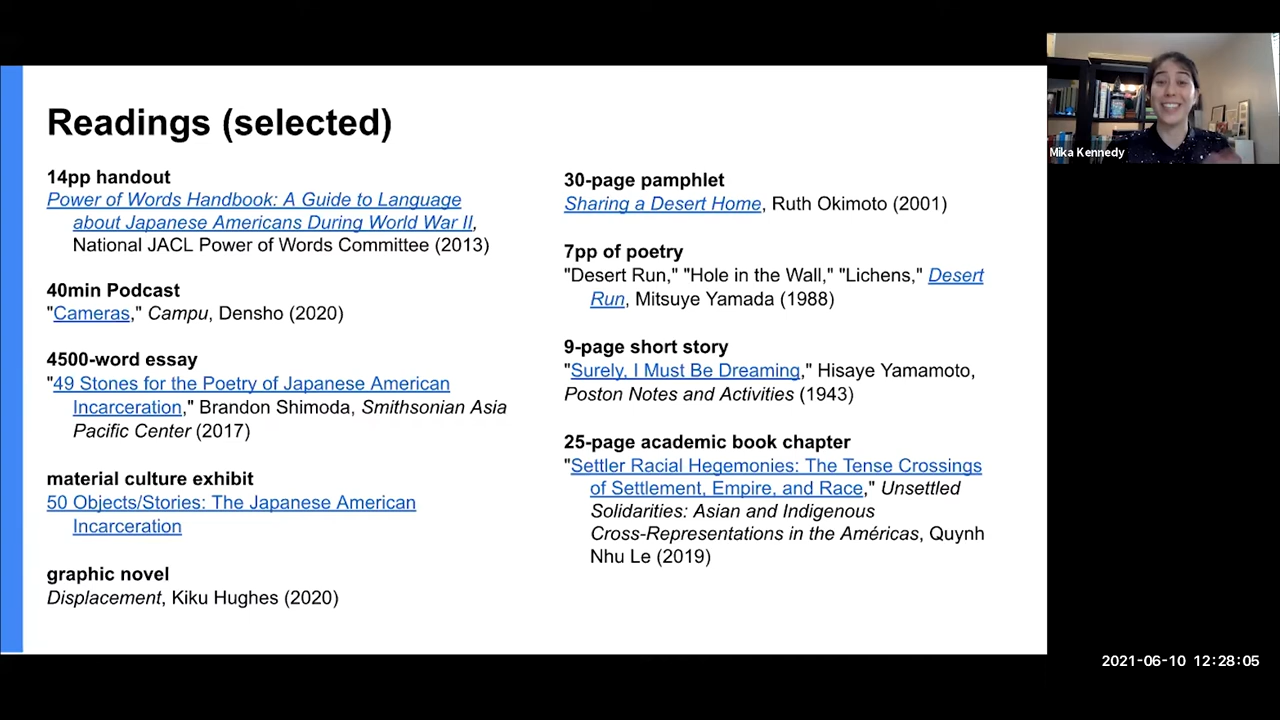 Readings (selected)
14pp handout
Power of Words Handbook: A Guide to Language
about Japanese Americans During World War II,
National JACL Power of Words Committee (2013)
40min Podcast
"Cameras," Campu, Densho (2020)
4500-word essay
"49 Stones for the Poetry of Japanese American
Incarceration," Brandon Shimoda, Smithsonian Asia
Pacific Center (2017)
material culture exhibit
50 Objects/Stories: The Japanese American
Incarceration
graphic novel
Displacement, Kiku Hughes (2020)
30-page pamphlet
Sharing a Desert Home, Ruth Okimoto (2001)
7pp of poetry
"Desert Run," "Hole in the Wall," "Lichens," Desert
Run, Mitsuye Yamada (1988)
9-page short story
"Surely, I Must Be Dreaming," Hisaye Yamamoto,
Poston Notes and Activities (1943)
25-page academic book chapter
"Settler Racial Hegemonies: The Tense Crossings
of Settlement, Empire, and Race," Unsettled
Solidarities: Asian and Indigenous
Cross-Representations in the Américas, Quynh
Nhu Le (2019)
Mika Kennedy
2021-06-10 12:28:05